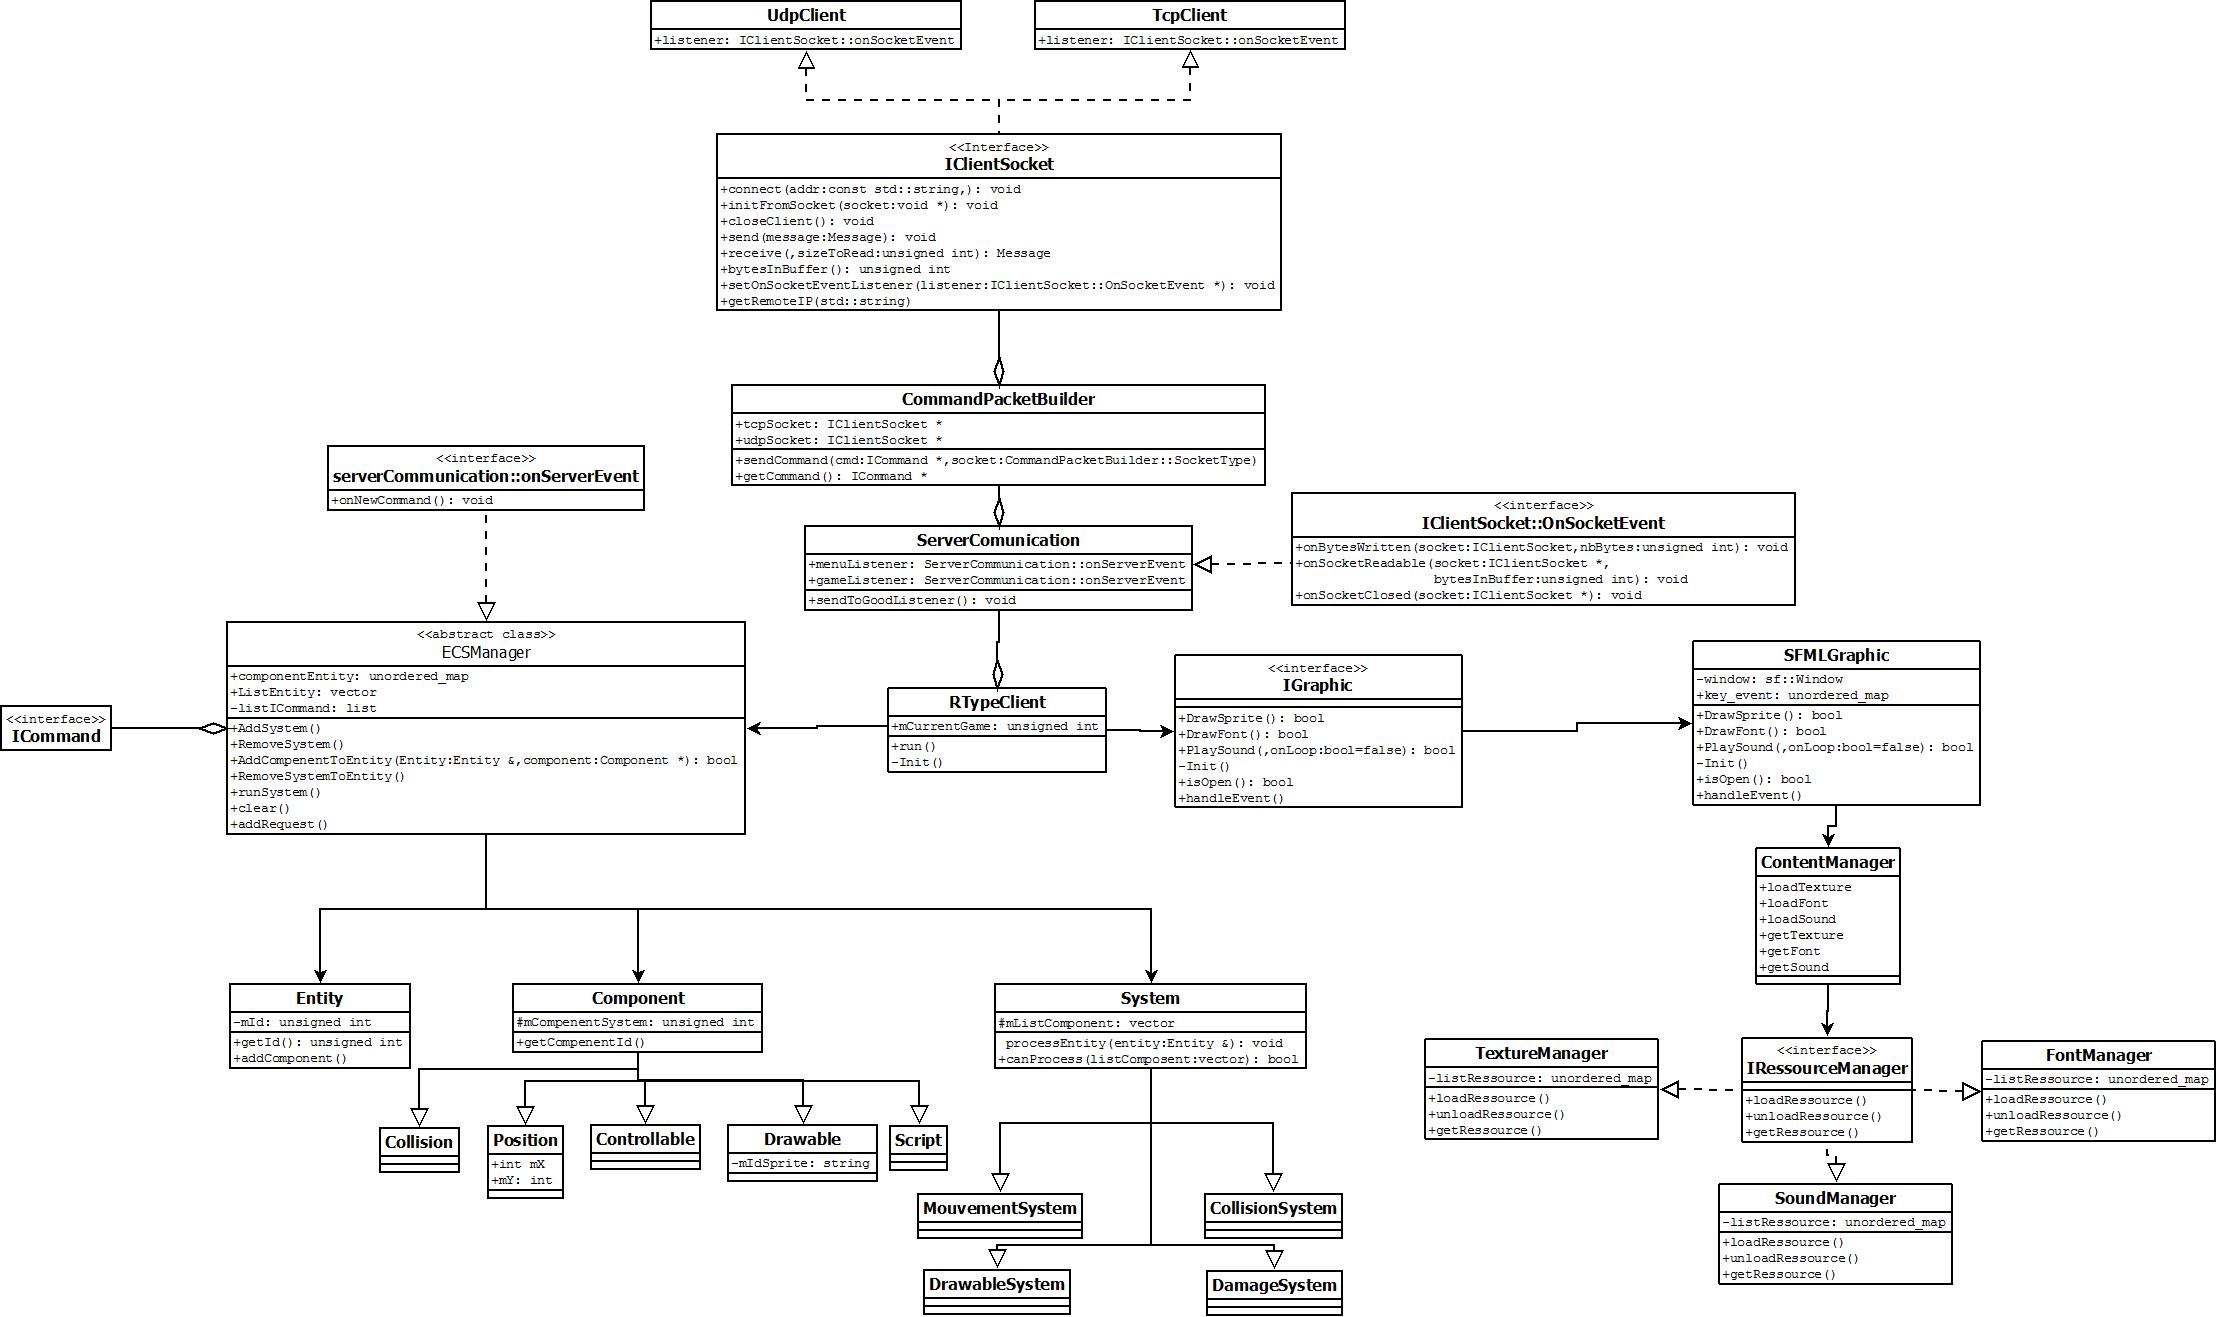 UdpClient
+listener: IClientSocket::onSocketEvent
TcpClient
+listener: IClientSocket::onSocketEvent
<<Interface>>
IClientSocket
+connect(addr:const std::string,): void
+initFromSocket(socket:void *): void
+closeClient(): void
+send(message:Message): void
+receive(,sizeToRead:unsigned int): Message
+bytesInBuffer(): unsigned int
+setOnSocketEventListener(listener:IClientSocket::OnSocketEvent *): void
+getRemoteIP(std::string)
CommandPacketBuilder
+tcpSocket: IClientSocket *
+udpSocket: IClientSocket *
+sendCommand(cmd:ICommand *,socket:CommandPacketBuilder::SocketType)
+getCommand(): ICommand *
<<interface>>
serverCommunication::onServerEvent
+onNewCommand(): void
ServerComunication
+menuListener: ServerCommunication::onServerEvent
+gameListener: ServerCommunication::onServerEvent
+sendToGoodListener(): void
<<interface>>
IClientSocket::OnSocketEvent
+onBytesWritten(socket:IClientSocket,nbBytes:unsigned int): void
+onSocketReadable(socket:IClientSocket *,
bytesInBuffer:unsigned int): void
+onSocketClosed(socket:IClientSocket *): void
<<interface>>
ICommand
<<abstract class>>
ECSManager
+componentEntity: unordered_map
+ListEntity: vector
-listICommand: list
+AddSystem()
+RemoveSystem()
+AddCompenentToEntity(Entity:Entity &,component:Component *): bool
+RemoveSystemToEntity()
+runSystem()
+clear()
+addRequest()
RTypeClient
+mCurrentGame: unsigned int
+run()
-Init()
<<interface>>
IGraphic
+DrawSprite(): bool
+DrawFont(): bool
+PlaySound(,onLoop:bool=false): bool
-Init()
+isOpen(): bool
+handleEvent()
SFMLGraphic
-window: sf::Window
+key_event: unordered_map
+DrawSprite(): bool
+DrawFont(): bool
+PlaySound(,onLoop:bool=false): bool
-Init()
+isOpen(): bool
+handleEvent()
ContentManager
+loadTexture
+loadFont
+loadSound
+getTexture
+getFont
+getSound
Entity
-mId: unsigned int
+getId(): unsigned int
+addComponent()
Component
#mCompenentSystem: unsigned int
+getCompenentId()
System
#mListComponent: vector
processEntity(entity:Entity &): void
+canProcess(listComposent:vector): bool
TextureManager
-listRessource: unordered_map
+loadRessource()
+unloadRessource()
+getRessource()
<<interface>>
IRessourceManager
+loadRessource()
+unloadRessource()
+getRessource()
FontManager
-listRessource: unordered_map
+loadRessource()
+unloadRessource()
+getRessource()
Collision
Position
+int mX
+mY: int
Controllable
Drawable
-mIdSprite: string
Script
MouvementSystem
CollisionSystem
DrawableSystem
DamageSystem
SoundManager
-listRessource: unordered_map
+loadRessource()
+unloadRessource()
+getRessource()